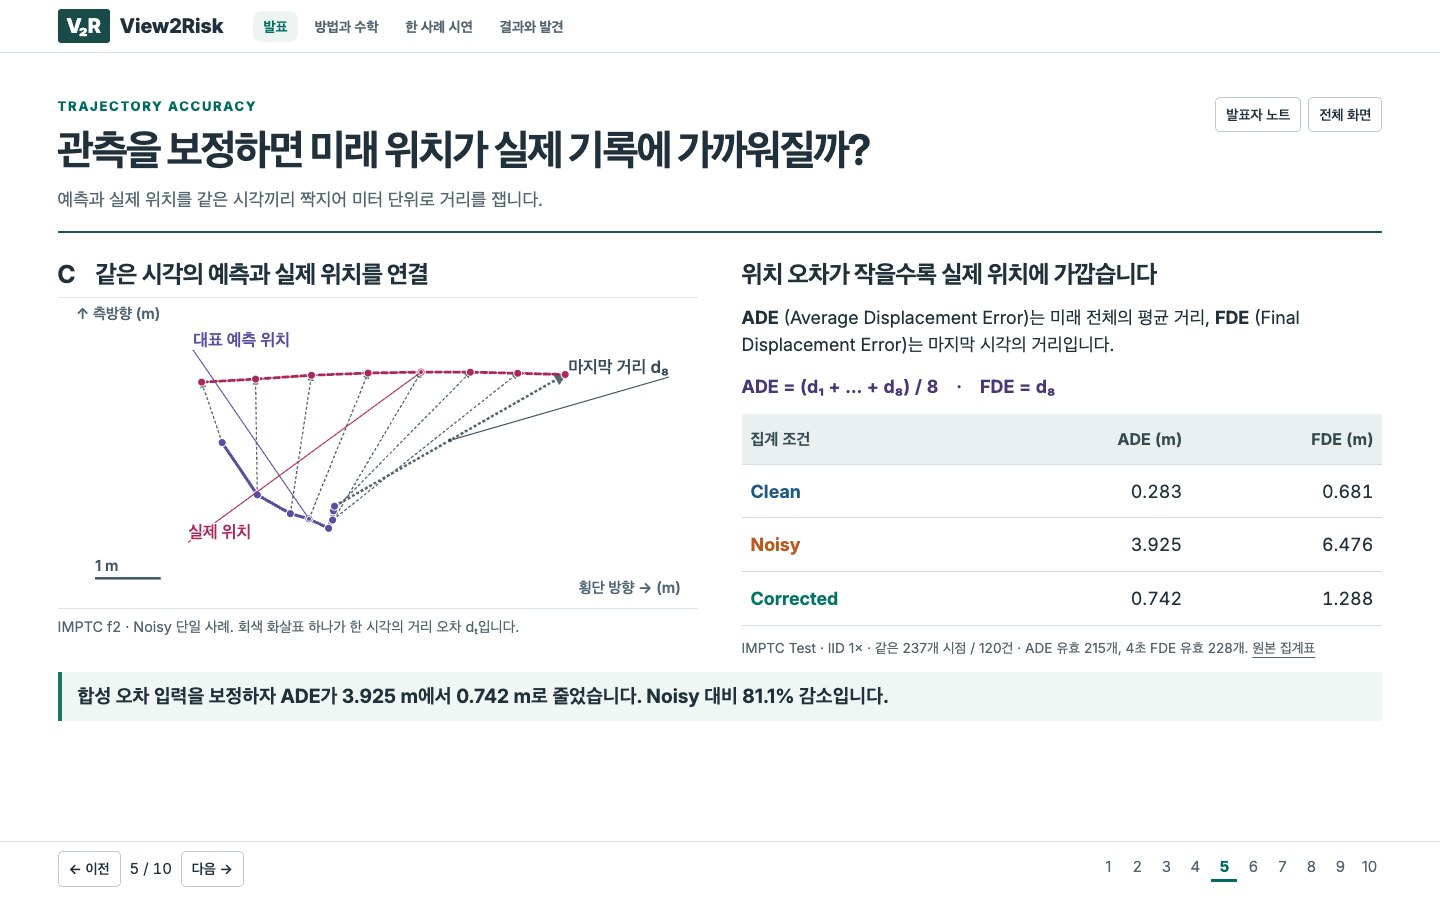 V₂R View2Risk 발표 방법과 수학 한 사례 시연 결과와 발견
TRAJECTORY ACCURACY
발표자 노트 전체 화면
관측을 보정하면 미래 위치가 실제 기록에 가까워질까?
예측과 실제 위치를 같은 시각끼리 짝지어 미터 단위로 거리를 잽니다.
C 같은 시각의 예측과 실제 위치를 연결
↑ 측방향 (m)
대표 예측 위치
마지막 거리 d₈
실제 위치
1 m
횡단 방향 → (m)
IMPTC f2 · Noisy 단일 사례. 회색 화살표 하나가 한 시각의 거리 오차 dₜ입니다.
위치 오차가 작을수록 실제 위치에 가깝습니다
ADE (Average Displacement Error)는 미래 전체의 평균 거리, FDE (Final
Displacement Error)는 마지막 시각의 거리입니다.
ADE = (d₁ + … + d₈) / 8 · FDE = d₈
집계 조건 ADE (m) FDE (m)
Clean 0.283 0.681
Noisy 3.925 6.476
Corrected 0.742 1.288
IMPTC Test · IID 1× · 같은 237개 시점 / 120건 · ADE 유효 215개, 4초 FDE 유효 228개. 원본 집계표
합성 오차 입력을 보정하자 ADE가 3.925 m에서 0.742 m로 줄었습니다. Noisy 대비 81.1% 감소입니다.
← 이전 5 / 10 다음 →
1 2 3 4 5 6 7 8 9 10